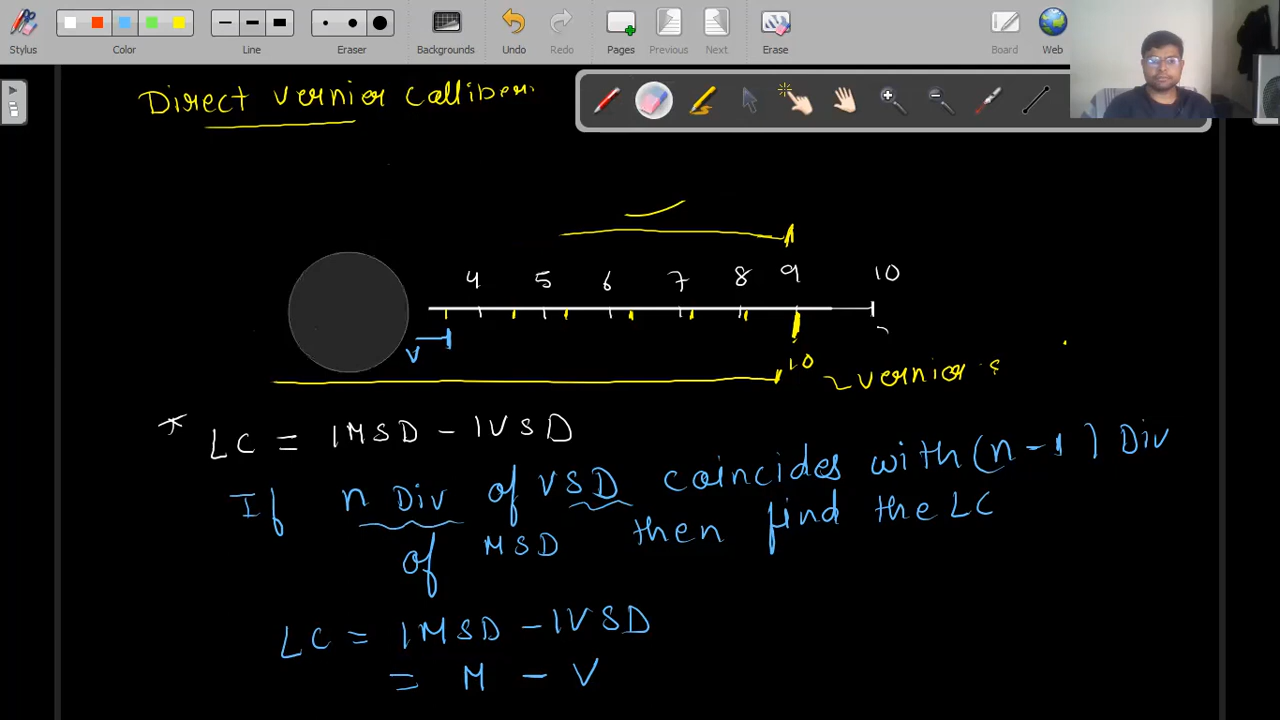 Stylus Color Line Eraser Backgrounds Undo Redo Pages Previous Next Erase Board Web
Direct vernier Calliber
4 5 6 7 8 9 10
V
10
vernier s
* LC = 1MSD - 1VSD
If n Div of VSD coincides with (n-1) Div
of MSD then find the LC
LC = 1MSD - 1VSD
= M - V